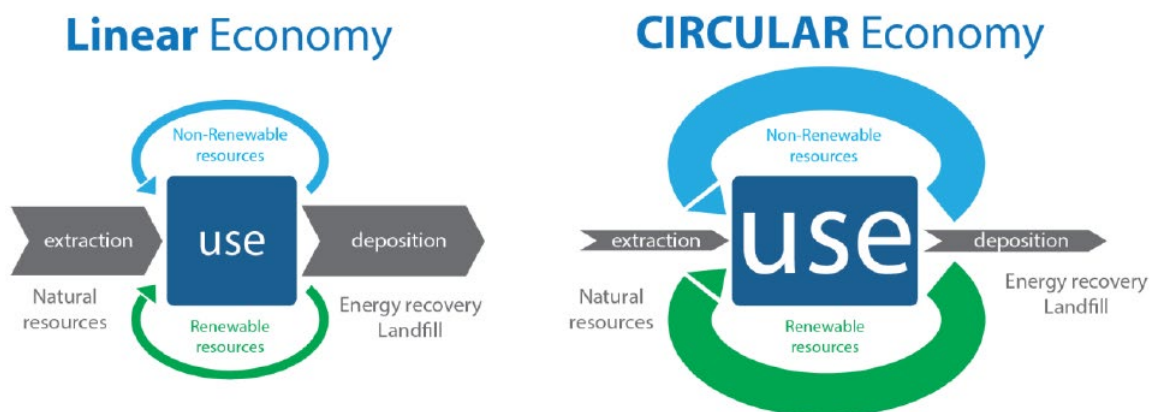 Linear Economy
Non-Renewable
resources
extraction
use
deposition
Natural
resources
Energy recovery
Landfill
Renewable
resources
CIRCULAR Economy
Non-Renewable
resources
extraction
use
deposition
Natural
resources
Energy recovery
Landfill
Renewable
resources